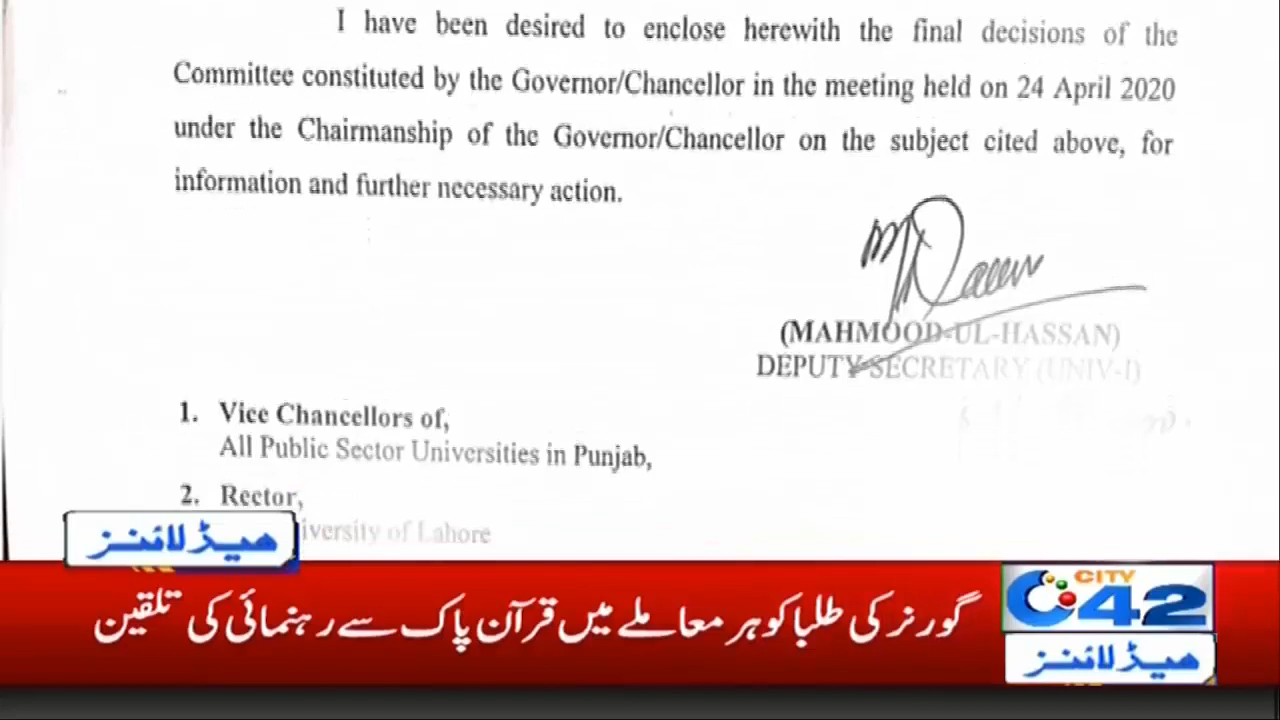 I have been desired to enclose herewith the final decisions of the
Committee constituted by the Governor/Chancellor in the meeting held on 24 April 2020
under the Chairmanship of the Governor/Chancellor on the subject cited above, for
information and further necessary action.
(MAHMOOD-UL-HASSAN)
DEPUTY SECRETARY (UNIV-I)
1. Vice Chancellors of,
All Public Sector Universities in Punjab,
2. Rector,
iversity of Lahore
ہیڈ لائنز
CITY
42
گورنر کی طلبا کو ہر معاملے میں قرآن پاک سے رہنمائی کی تلقین
ہیڈ لائنز